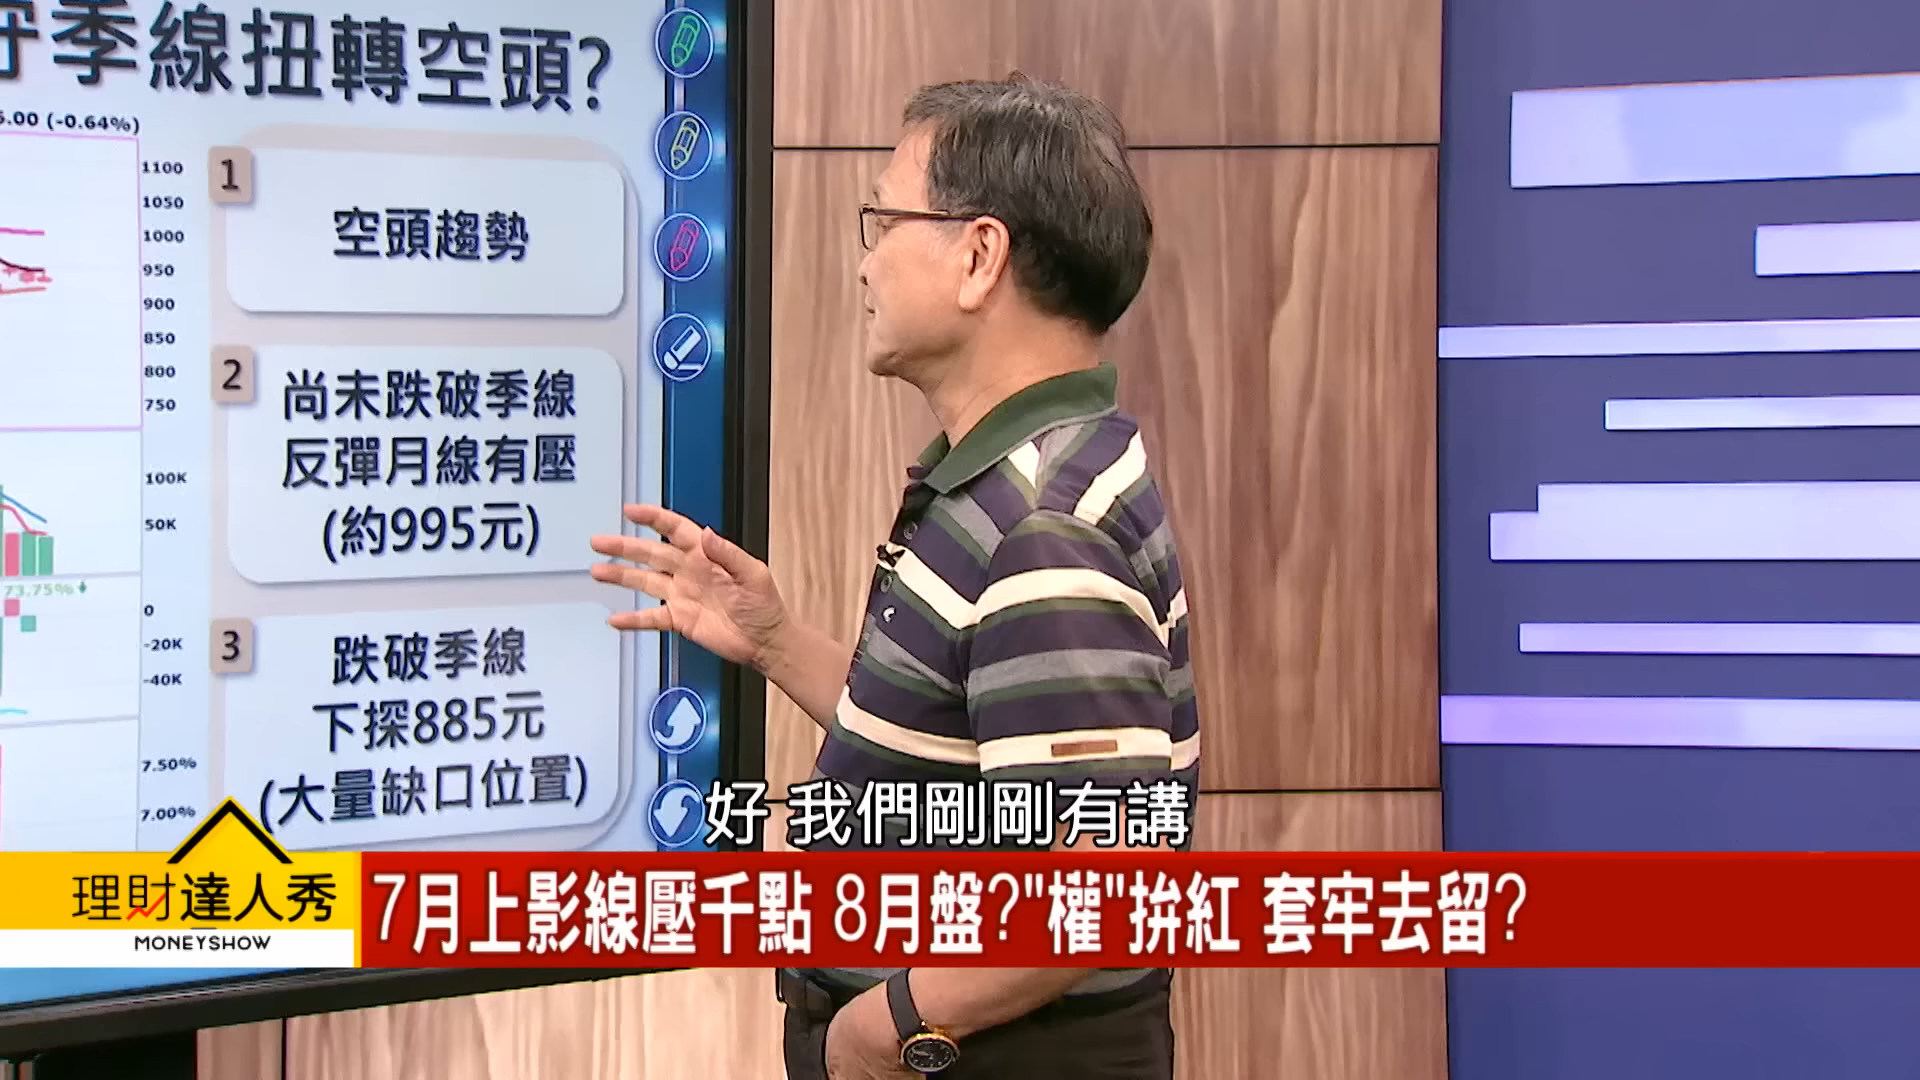 守季線扭轉空頭?
5.00 (-0.64%)
1100
1050
1000
950
900
850
800
750
100K
50K
73.75%
0
-20K
-40K
7.50%
7.00%
1
空頭趨勢
2
尚未跌破季線
反彈月線有壓
(約995元)
3
跌破季線
下探885元
(大量缺口位置)
好 我們剛剛有講
理財達人秀
MONEYSHOW
7月上影線壓千點 8月盤?"權"拚紅 套牢去留?